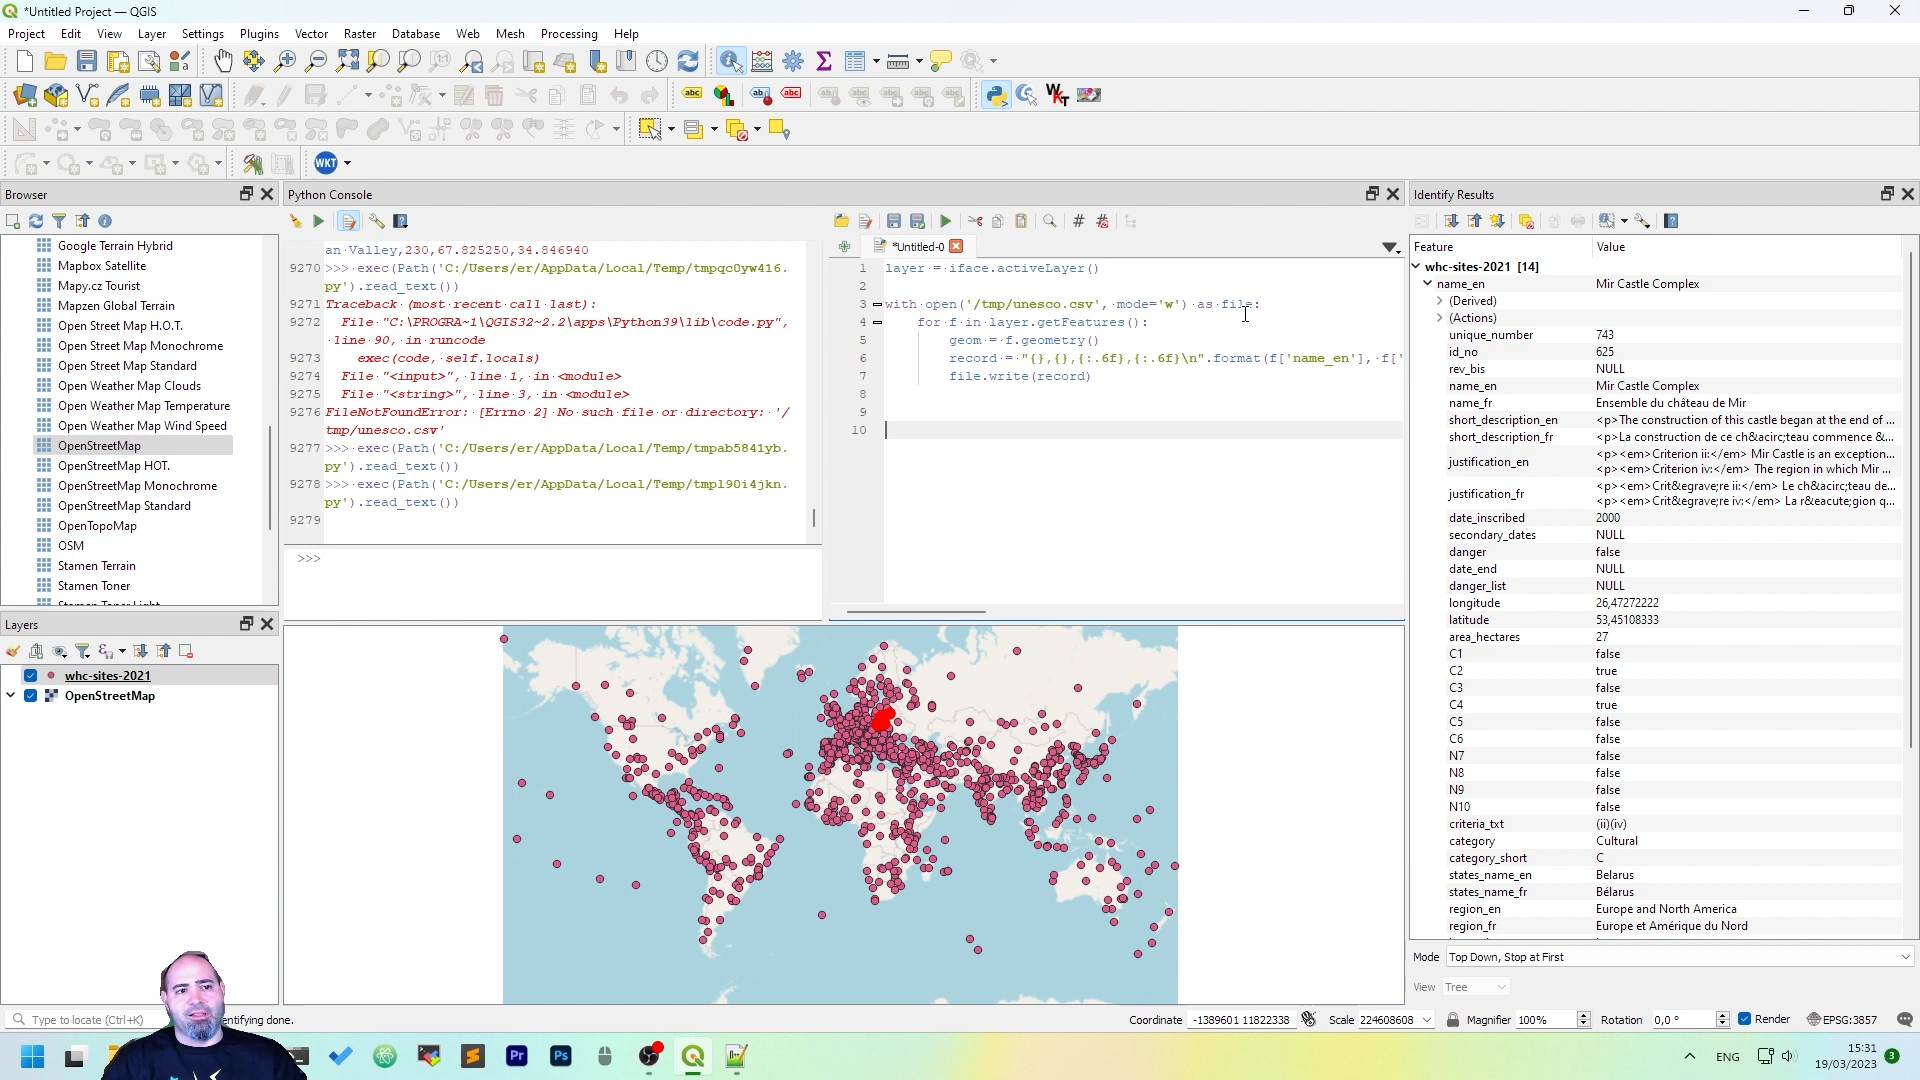 *Untitled Project — QGIS
Project Edit View Layer Settings Plugins Vector Raster Database Web Mesh Processing Help
Browser
Google Terrain Hybrid
Mapbox Satellite
Mapy.cz Tourist
Mapzen Global Terrain
Open Street Map H.O.T.
Open Street Map Monochrome
Open Street Map Standard
Open Weather Map Clouds
Open Weather Map Temperature
Open Weather Map Wind Speed
OpenStreetMap
OpenStreetMap HOT.
OpenStreetMap Monochrome
OpenStreetMap Standard
OpenTopoMap
OSM
Stamen Terrain
Stamen Toner
Stamen Toner Light
Layers
whc-sites-2021
OpenStreetMap
Python Console
an Valley,230,67.825250,34.846940
9270 >>> exec(Path('C:/Users/er/AppData/Local/Temp/tmpqc0yw416.
py').read_text())
9271 Traceback (most recent call last):
9272 File "C:\PROGRA~1\QGIS32~2.2\apps\Python39\lib\code.py",
line 90, in runcode
9273 exec(code, self.locals)
9274 File "<input>", line 1, in <module>
9275 File "<string>", line 3, in <module>
9276 FileNotFoundError: [Errno 2] No such file or directory: '/
tmp/unesco.csv'
9277 >>> exec(Path('C:/Users/er/AppData/Local/Temp/tmpab5841yb.
py').read_text())
9278 >>> exec(Path('C:/Users/er/AppData/Local/Temp/tmpl90i4jkn.
py').read_text())
9279
>>>
*Untitled-0
1 layer = iface.activeLayer()
2
3 with open('/tmp/unesco.csv', mode='w') as file:
4 for f in layer.getFeatures():
5 geom = f.geometry()
6 record = "{},{},{:.6f},{:.6f}\n".format(f['name_en'], f['
7 file.write(record)
8
9
10
Identify Results
Feature Value
whc-sites-2021 [14]
name_en Mir Castle Complex
(Derived)
(Actions)
unique_number 743
id_no 625
rev_bis NULL
name_en Mir Castle Complex
name_fr Ensemble du château de Mir
short_description_en <p>The construction of this castle began at the end of ...
short_description_fr <p>La construction de ce ch&acirc;teau commence &...
justification_en <p><em>Criterion ii:</em> Mir Castle is an exception...
<p><em>Criterion iv:</em> The region in which Mir ...
justification_fr <p><em>Crit&egrave;re ii:</em> Le ch&acirc;teau de...
<p><em>Crit&egrave;re iv:</em> La r&eacute;gion q...
date_inscribed 2000
secondary_dates NULL
danger false
date_end NULL
danger_list NULL
longitude 26,47272222
latitude 53,45108333
area_hectares 27
C1 false
C2 true
C3 false
C4 true
C5 false
C6 false
N7 false
N8 false
N9 false
N10 false
criteria_txt (ii)(iv)
category Cultural
category_short C
states_name_en Belarus
states_name_fr Bélarus
region_en Europe and North America
region_fr Europe et Amérique du Nord
Mode Top Down, Stop at First
View Tree
Type to locate (Ctrl+K) entifying done. Coordinate -1389601 11822338 Scale 224608608 Magnifier 100% Rotation 0,0 ° Render EPSG:3857
Pr Ps ENG 15:31
19/03/2023 3